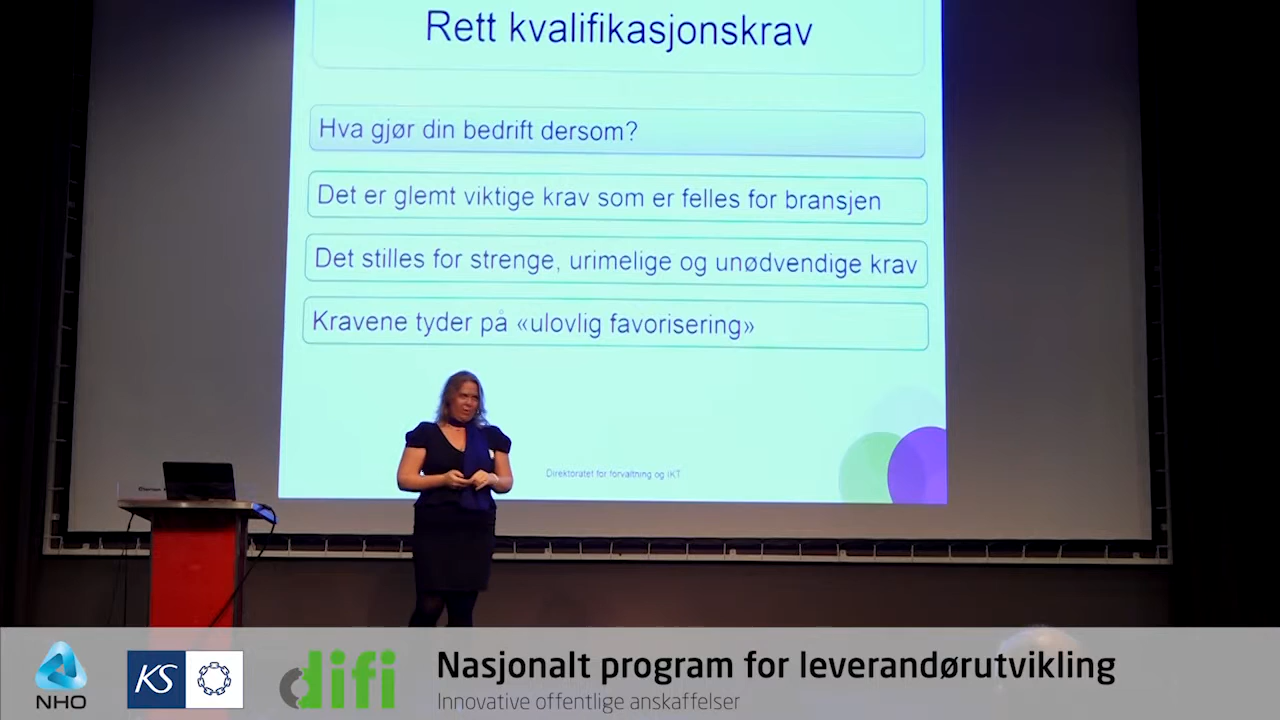 Rett kvalifikasjonskrav
Hva gjør din bedrift dersom?
Det er glemt viktige krav som er felles for bransjen
Det stilles for strenge, urimelige og unødvendige krav
Kravene tyder på «ulovlig favorisering»
Direktoratet for forvaltning og IKT
NHO
KS
difi
Nasjonalt program for leverandørutvikling
Innovative offentlige anskaffelser